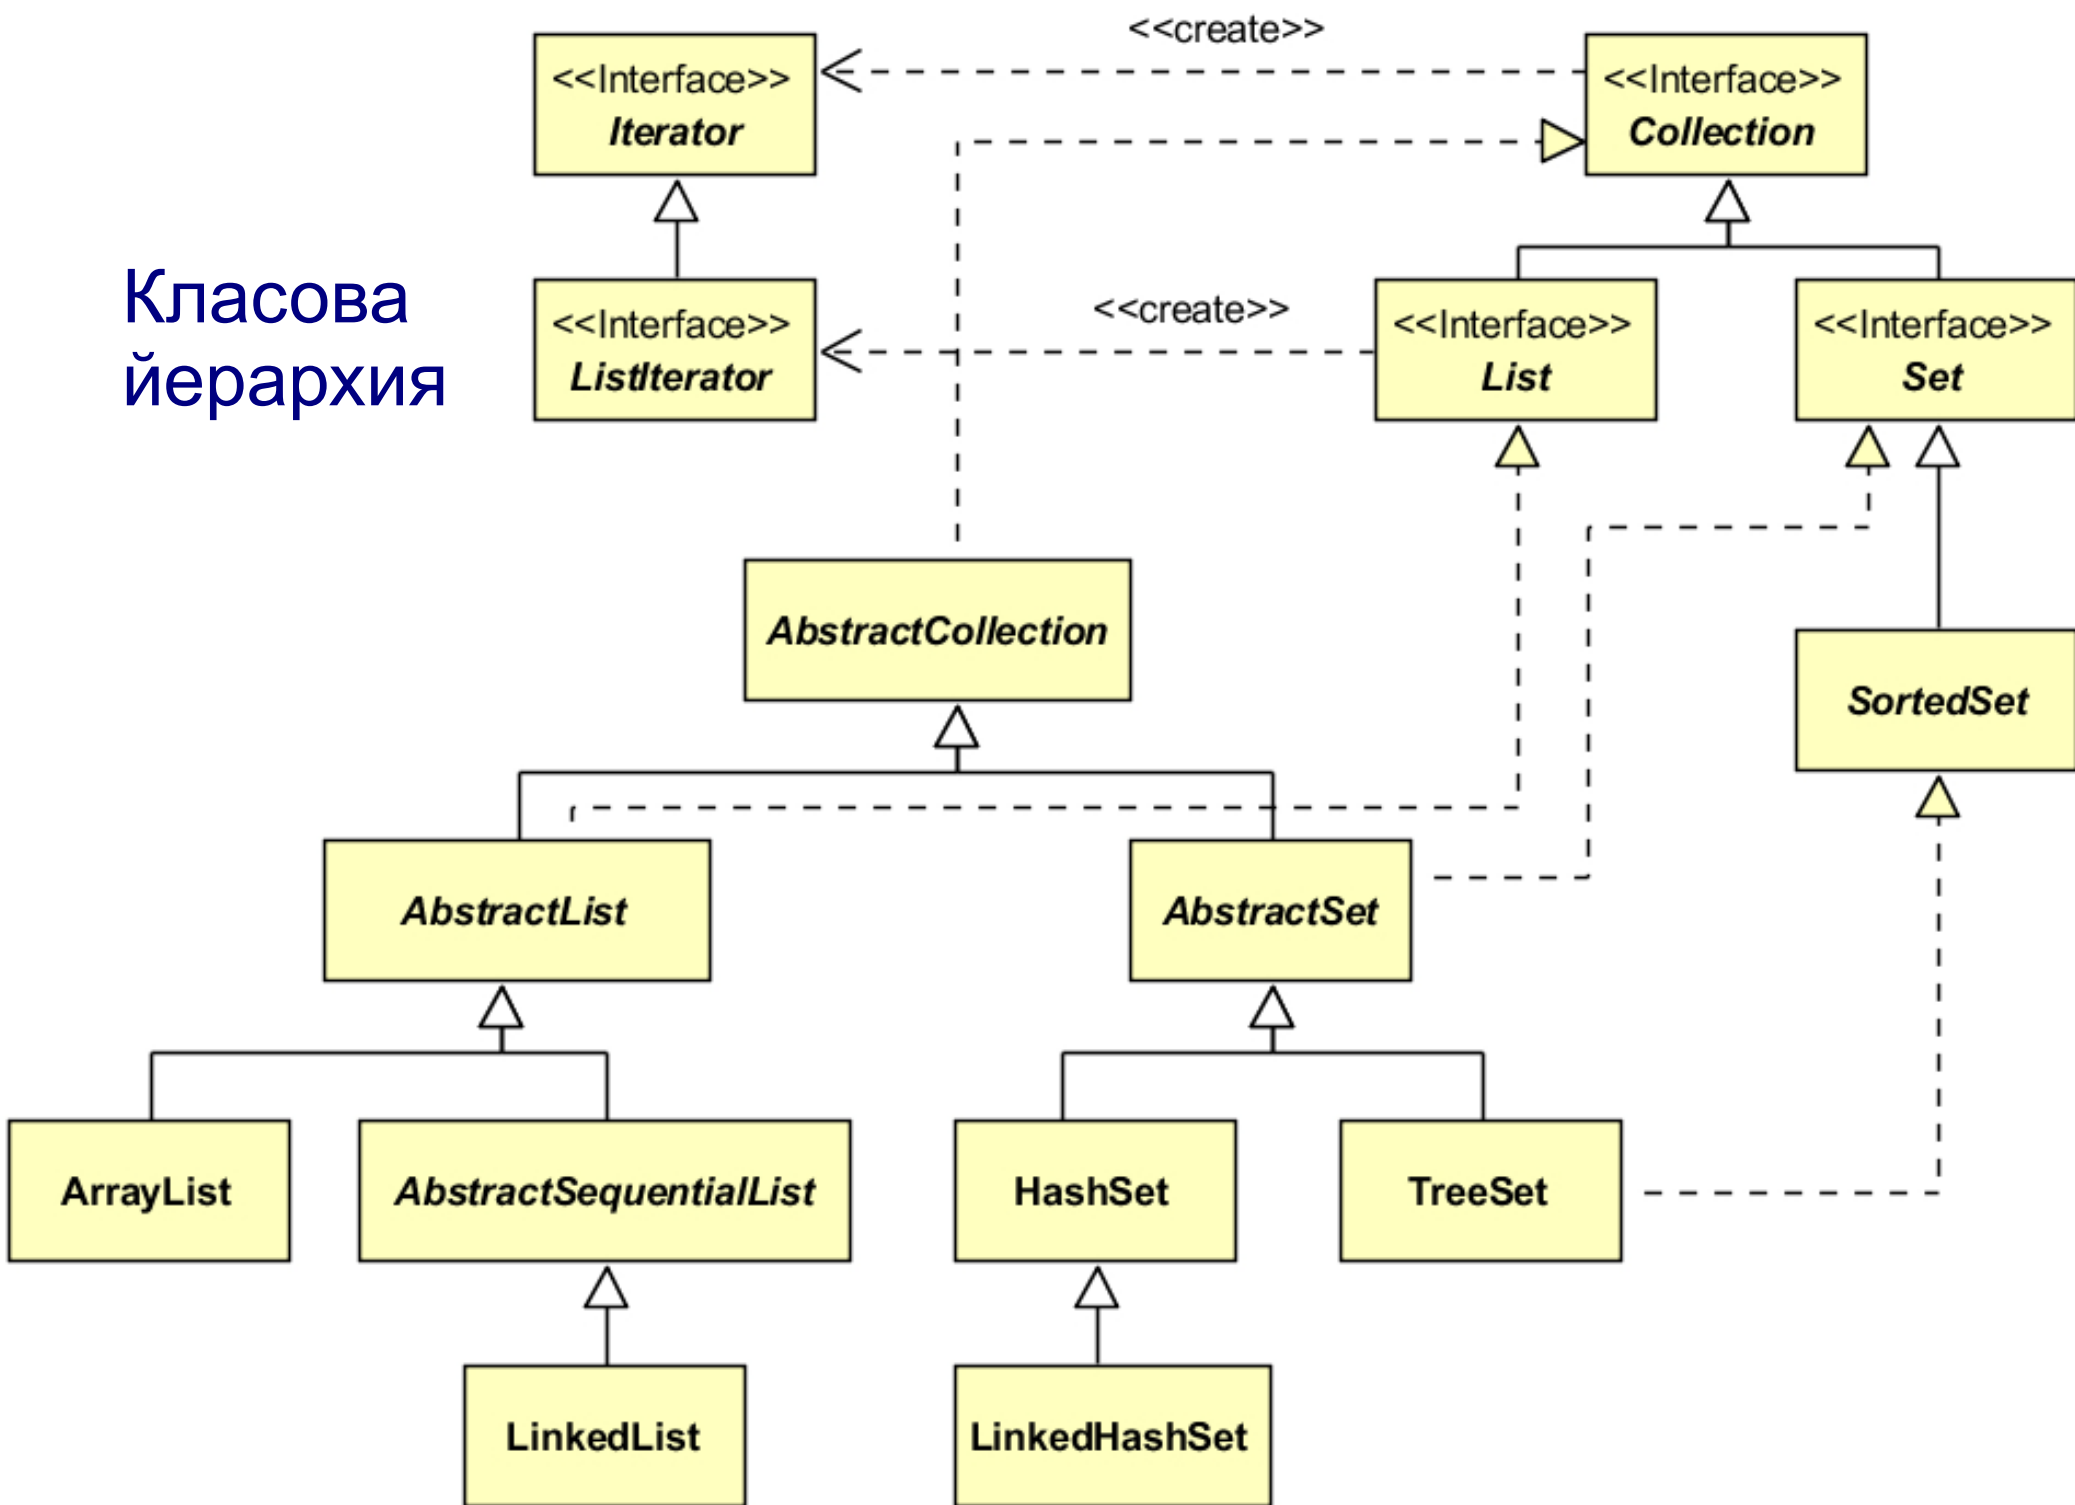 <<create>>
<<Interface>>
Iterator
<<Interface>>
Collection
Класова
йерархия
<<Interface>>
ListIterator
<<create>>
<<Interface>>
List
<<Interface>>
Set
AbstractCollection
SortedSet
AbstractList
AbstractSet
ArrayList
AbstractSequentialList
HashSet
TreeSet
LinkedList
LinkedHashSet